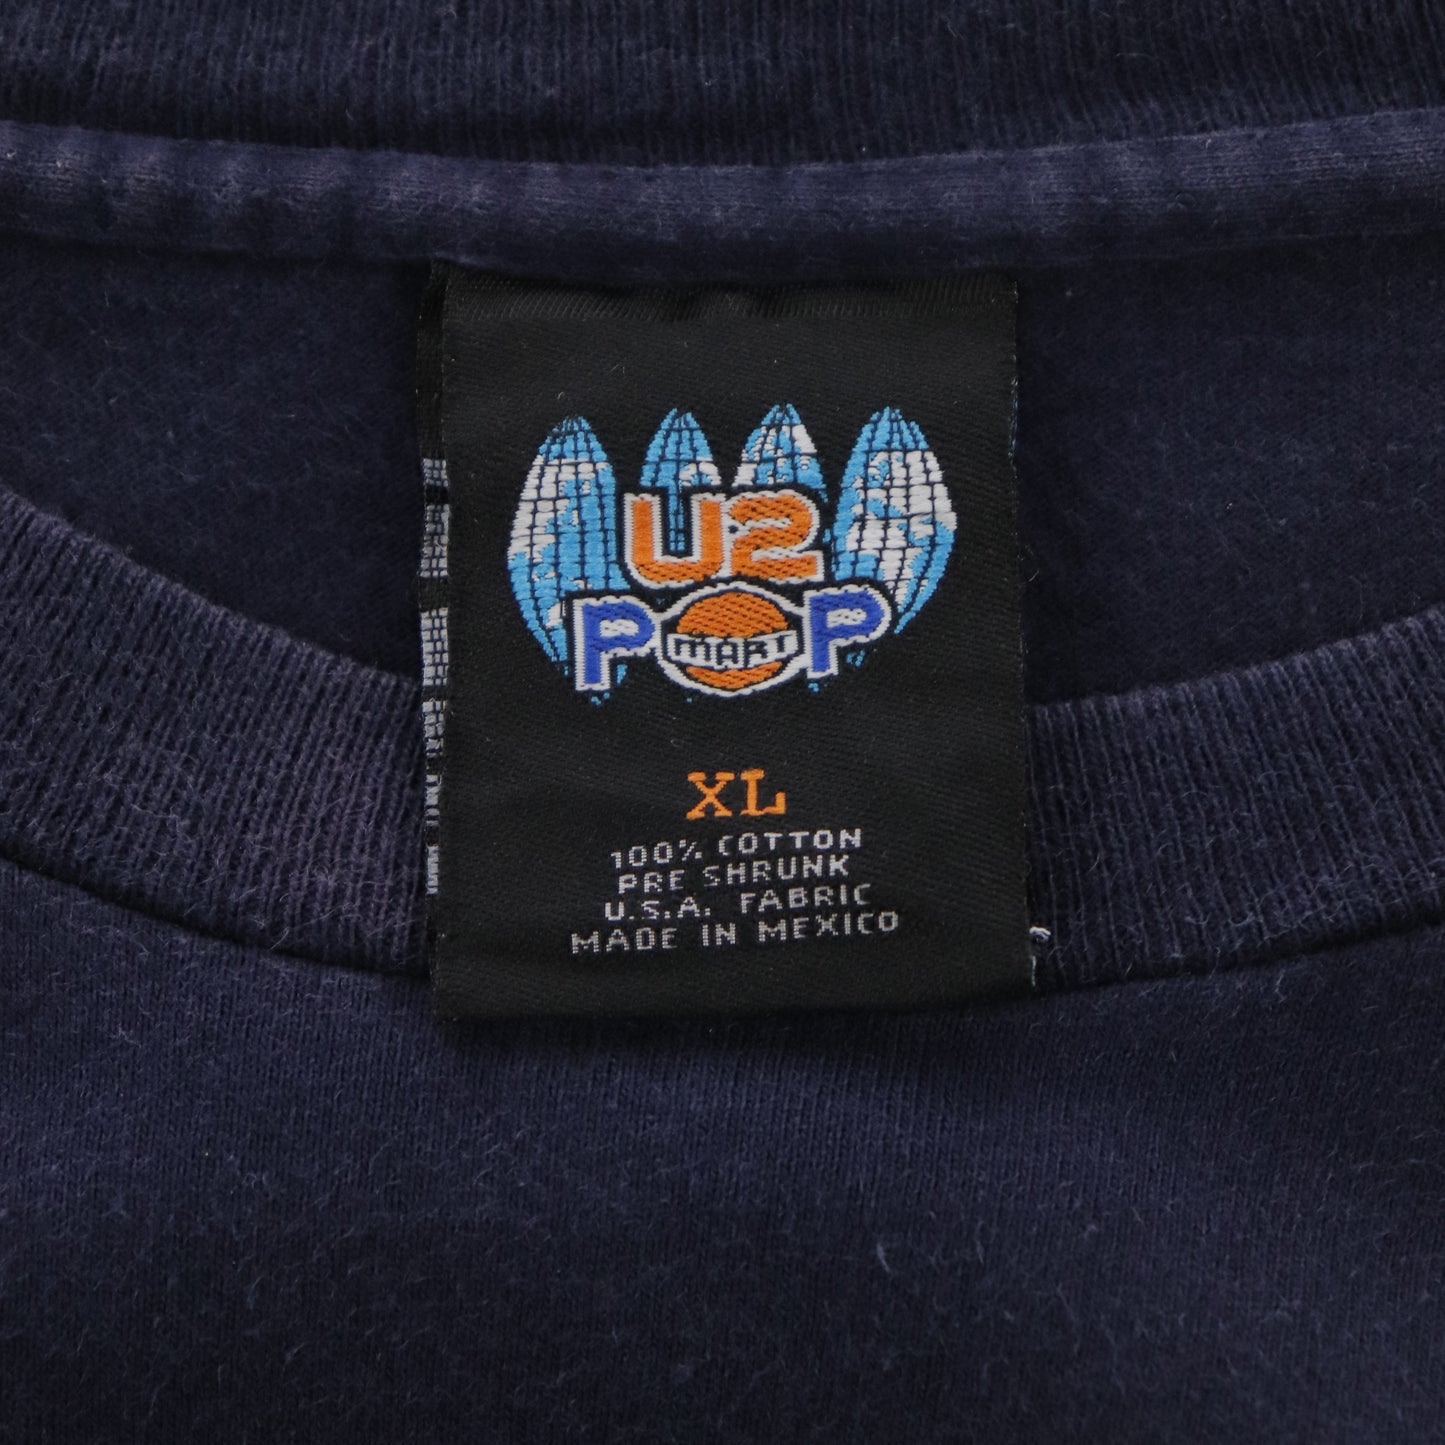 U2
POP
MART
XL
100% COTTON
PRE SHRUNK
U.S.A. FABRIC
MADE IN MEXICO